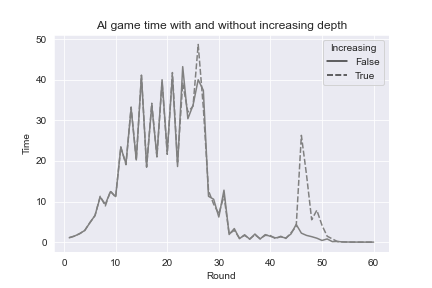 AI game time with and without increasing depth
Increasing
False
True
50
40
30
20
10
0
Time
0 10 20 30 40 50 60
Round